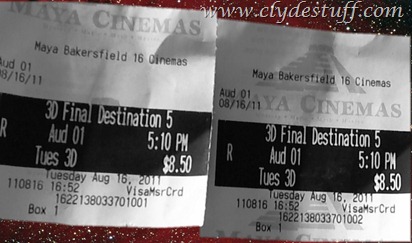 www.clydestuff.com
MAYA CINEMAS
Maya Bakersfield 16 Cinemas
Aud 01
08/16/11
3D Final Destination 5
R Aud 01 5:10 PM
Tues 3D $8.50
Tuesday Aug 16, 2011
110816 16:52 VisaMsrCrd
1622138033701001
Box 1
Maya Bakersfield 16 Cinemas
Aud 01
08/16/11
MAYA CINEMAS
3D Final Destination 5
R Aud 01 5:10 PM
Tues 3D $8.50
Tuesday Aug 16, 2011
110816 16:52 VisaMsrCrd
1622138033701002
Box 1